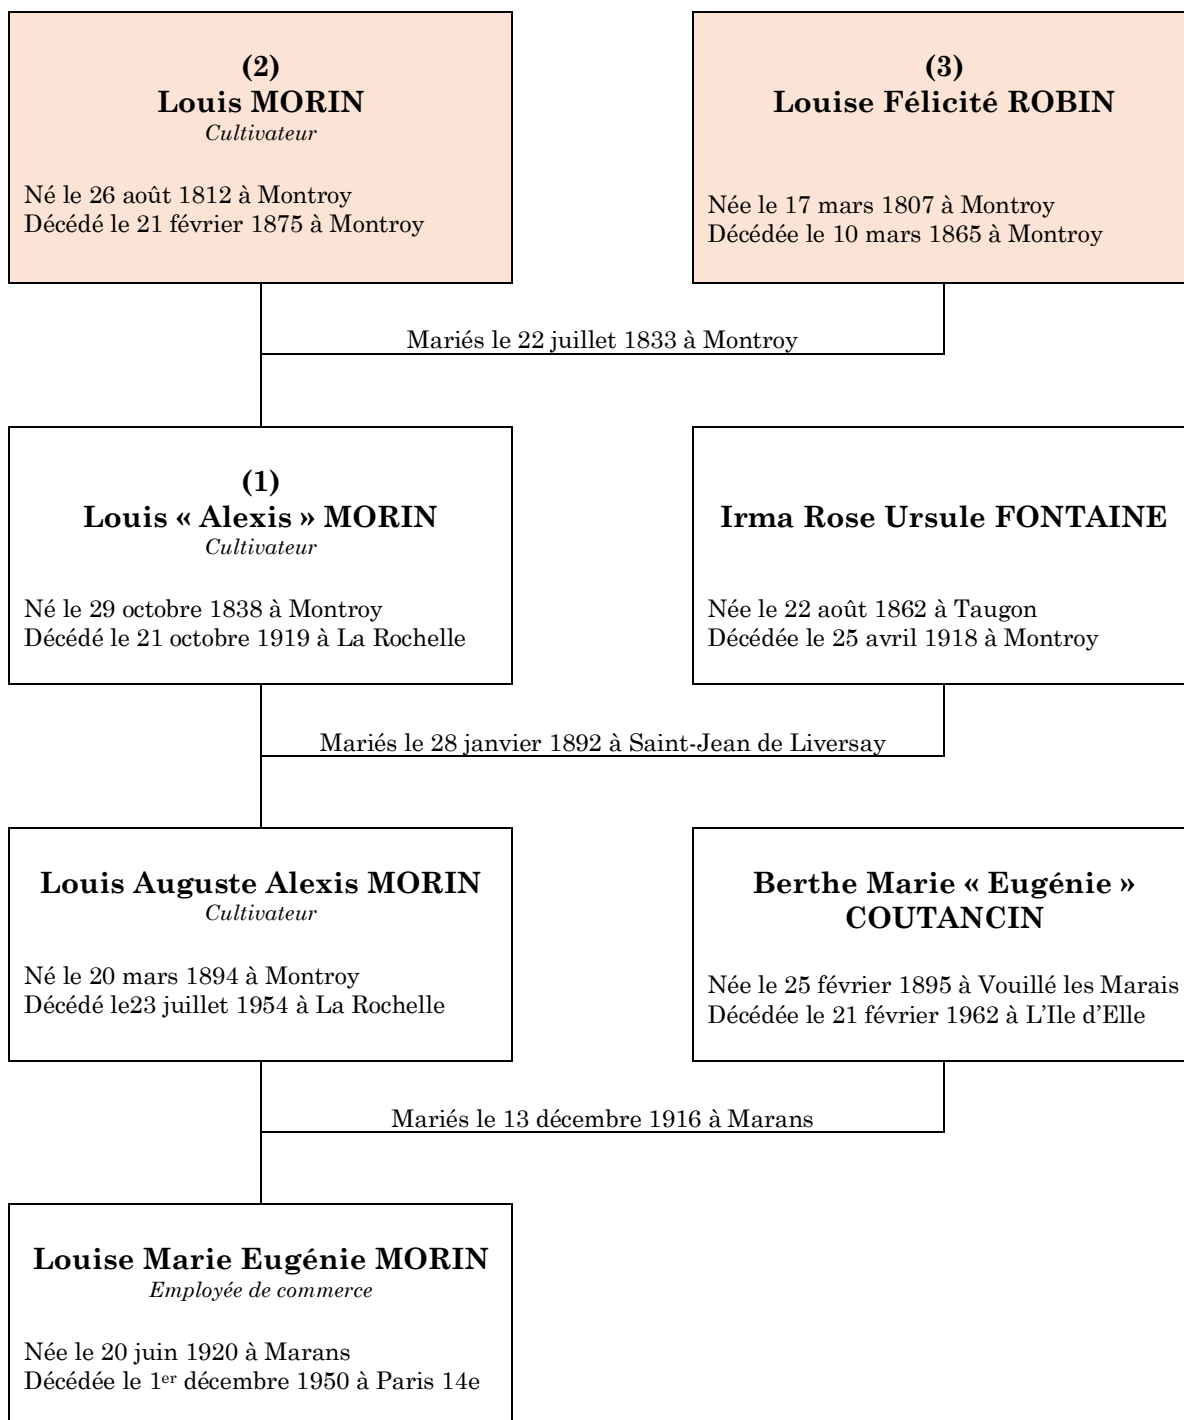 (2)
Louis MORIN
Cultivateur
Né le 26 août 1812 à Montroy
Décédé le 21 février 1875 à Montroy
(3)
Louise Félicité ROBIN
Née le 17 mars 1807 à Montroy
Décédée le 10 mars 1865 à Montroy
Mariés le 22 juillet 1833 à Montroy
(1)
Louis « Alexis » MORIN
Cultivateur
Né le 29 octobre 1838 à Montroy
Décédé le 21 octobre 1919 à La Rochelle
Irma Rose Ursule FONTAINE
Née le 22 août 1862 à Taugon
Décédée le 25 avril 1918 à Montroy
Mariés le 28 janvier 1892 à Saint-Jean de Liversay
Louis Auguste Alexis MORIN
Cultivateur
Né le 20 mars 1894 à Montroy
Décédé le23 juillet 1954 à La Rochelle
Berthe Marie « Eugénie »
COUTANCIN
Née le 25 février 1895 à Vouillé les Marais
Décédée le 21 février 1962 à L’Ile d’Elle
Mariés le 13 décembre 1916 à Marans
Louise Marie Eugénie MORIN
Employée de commerce
Née le 20 juin 1920 à Marans
Décédée le 1er décembre 1950 à Paris 14e